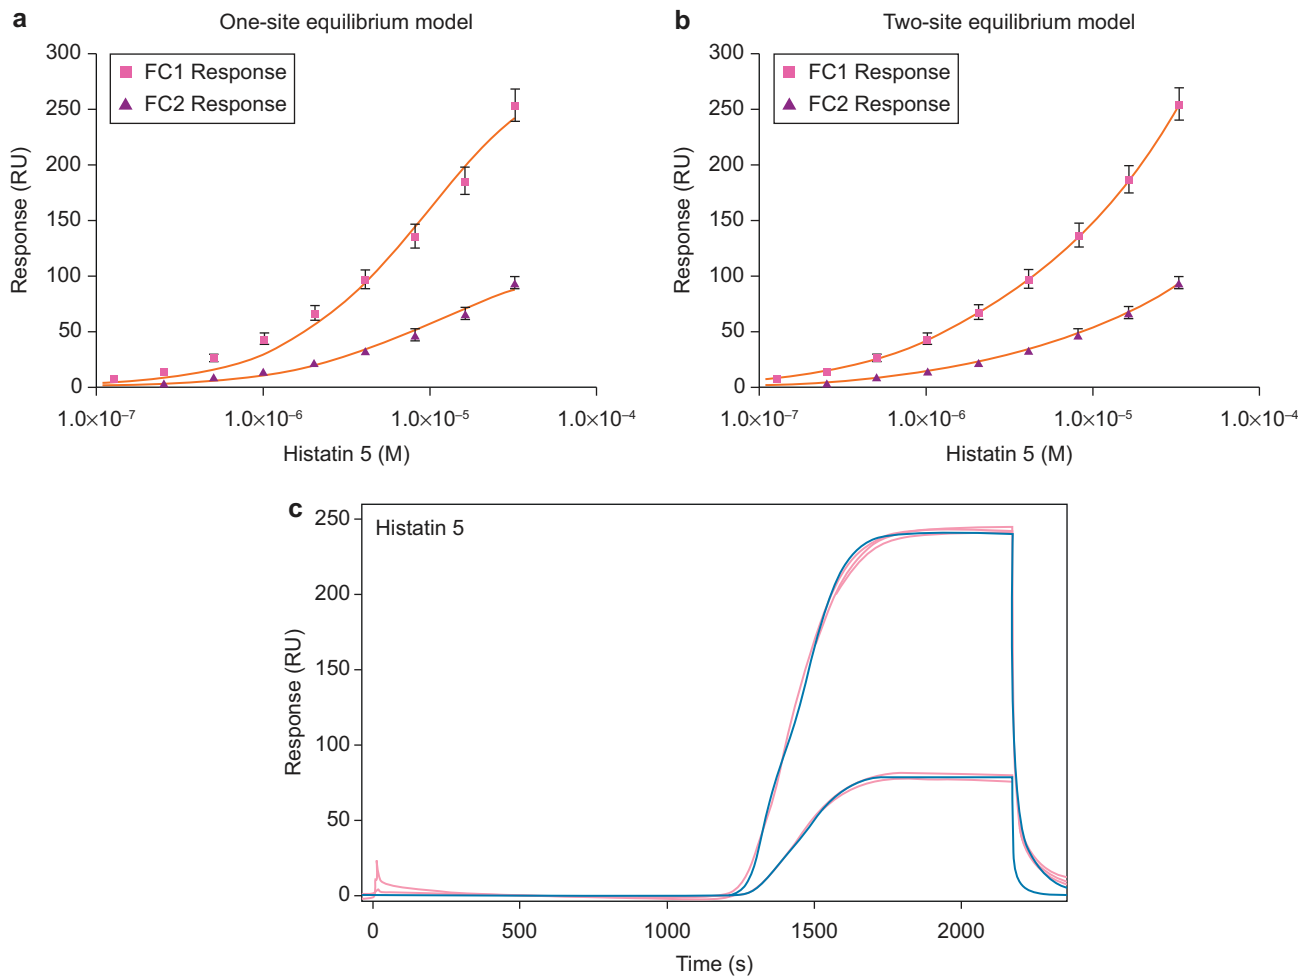 a
One-site equilibrium model
300
250
200
150
100
50
0
Response (RU)
FC1 Response
FC2 Response
1.0×10⁻⁷
1.0×10⁻⁶
1.0×10⁻⁵
1.0×10⁻⁴
Histatin 5 (M)
b
Two-site equilibrium model
300
250
200
150
100
50
0
Response (RU)
FC1 Response
FC2 Response
1.0×10⁻⁷
1.0×10⁻⁶
1.0×10⁻⁵
1.0×10⁻⁴
Histatin 5 (M)
c
Histatin 5
250
200
150
100
50
0
Response (RU)
0
500
1000
1500
2000
Time (s)